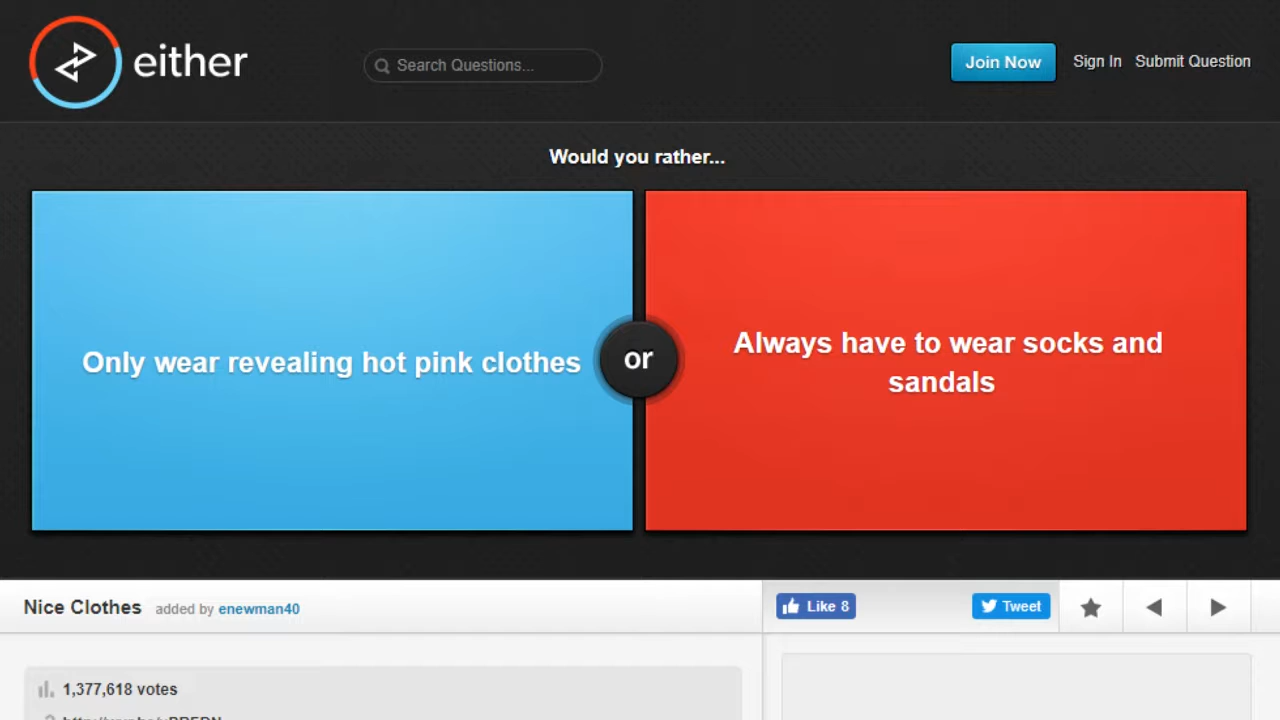 either
Search Questions...
Join Now
Sign In
Submit Question
Would you rather...
Only wear revealing hot pink clothes
or
Always have to wear socks and
sandals
Nice Clothes added by enewman40
Like 8
Tweet
1,377,618 votes